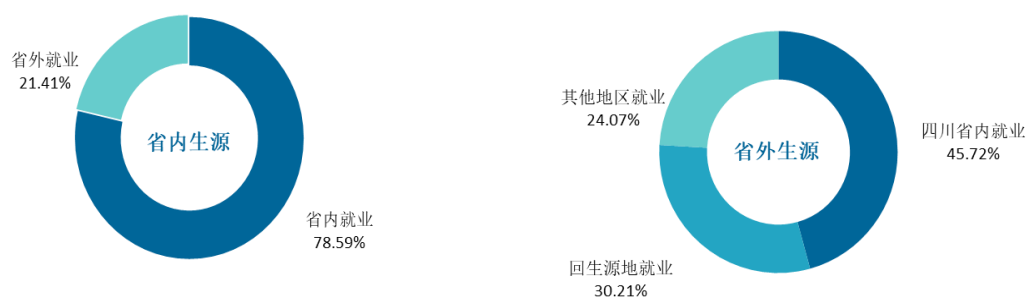 省外就业
21.41%
省内生源
省内就业
78.59%
其他地区就业
24.07%
省外生源
四川省内就业
45.72%
回生源地就业
30.21%